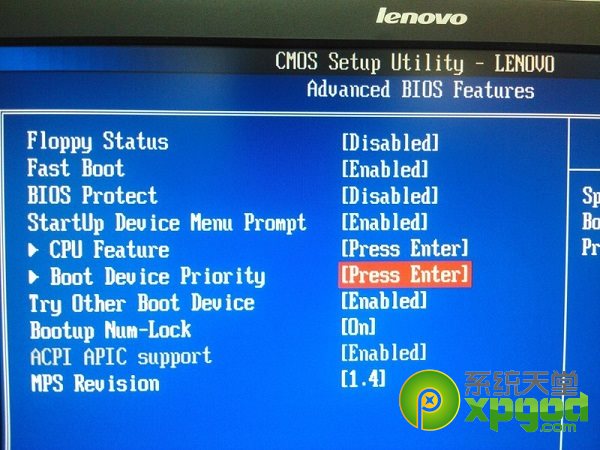 lenovo
CMOS Setup Utility - LENOVO
Advanced BIOS Features
Floppy Status [Disabled]
Fast Boot [Enabled]
BIOS Protect [Disabled]
StartUp Device Menu Prompt [Enabled]
CPU Feature [Press Enter]
Boot Device Priority [Press Enter]
Try Other Boot Device [Enabled]
Bootup Num-Lock [On]
ACPI APIC support [Enabled]
MPS Revision [1.4]
Sp
Bo
Pr
系统天堂
xpgod
.com